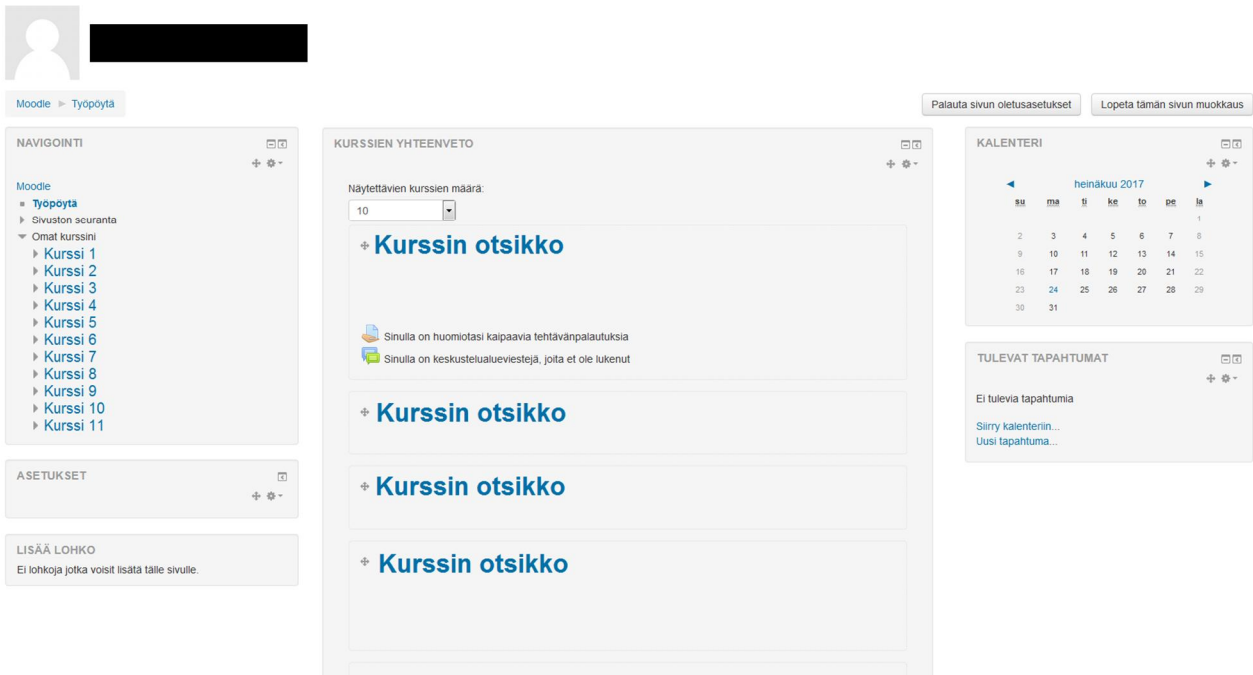 Moodle ▶ Työpöytä
Palauta sivun oletusasetukset
Lopeta tämän sivun muokkaus
NAVIGOINTI
Moodle
Työpöytä
Sivuston seuranta
Omat kurssini
Kurssi 1
Kurssi 2
Kurssi 3
Kurssi 4
Kurssi 5
Kurssi 6
Kurssi 7
Kurssi 8
Kurssi 9
Kurssi 10
Kurssi 11
ASETUKSET
LISÄÄ LOHKO
Ei lohkoja jotka voisit lisätä tälle sivulle.
KURSSIEN YHTEENVETO
Näytettävien kurssien määrä:
10
Kurssin otsikko
Sinulla on huomiotasi kaipaavia tehtävänpalautuksia
Sinulla on keskustelualueviestejä, joita et ole lukenut
Kurssin otsikko
Kurssin otsikko
Kurssin otsikko
KALENTERI
◀ heinäkuu 2017 ▶
su ma ti ke to pe la
1
2 3 4 5 6 7 8
9 10 11 12 13 14 15
16 17 18 19 20 21 22
23 24 25 26 27 28 29
30 31
TULEVAT TAPAHTUMAT
Ei tulevia tapahtumia
Siirry kalenteriin...
Uusi tapahtuma...